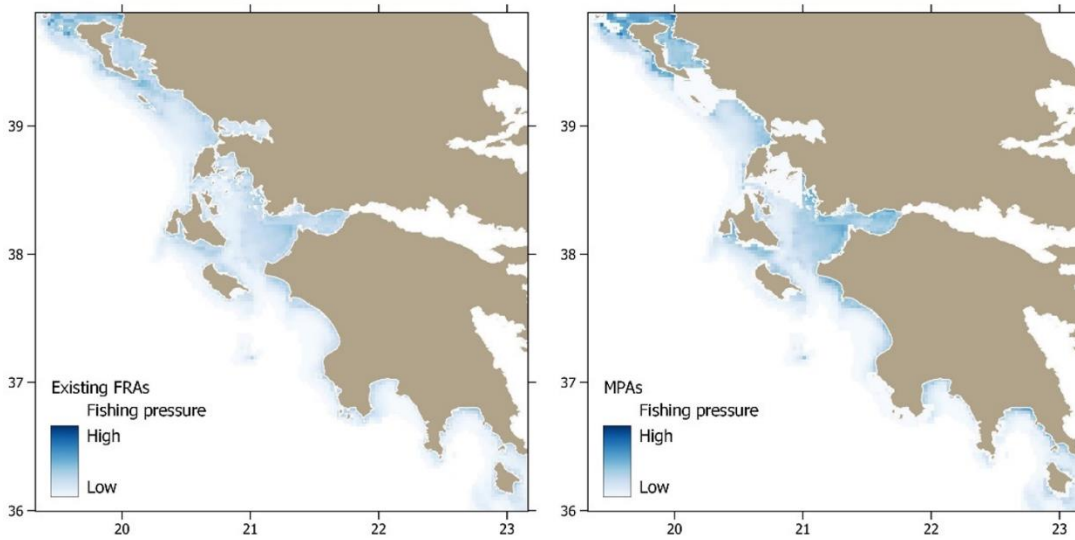 39
38
37
36
20
21
22
23
Existing FRAs
Fishing pressure
High
Low
39
38
37
36
20
21
22
23
MPAs
Fishing pressure
High
Low